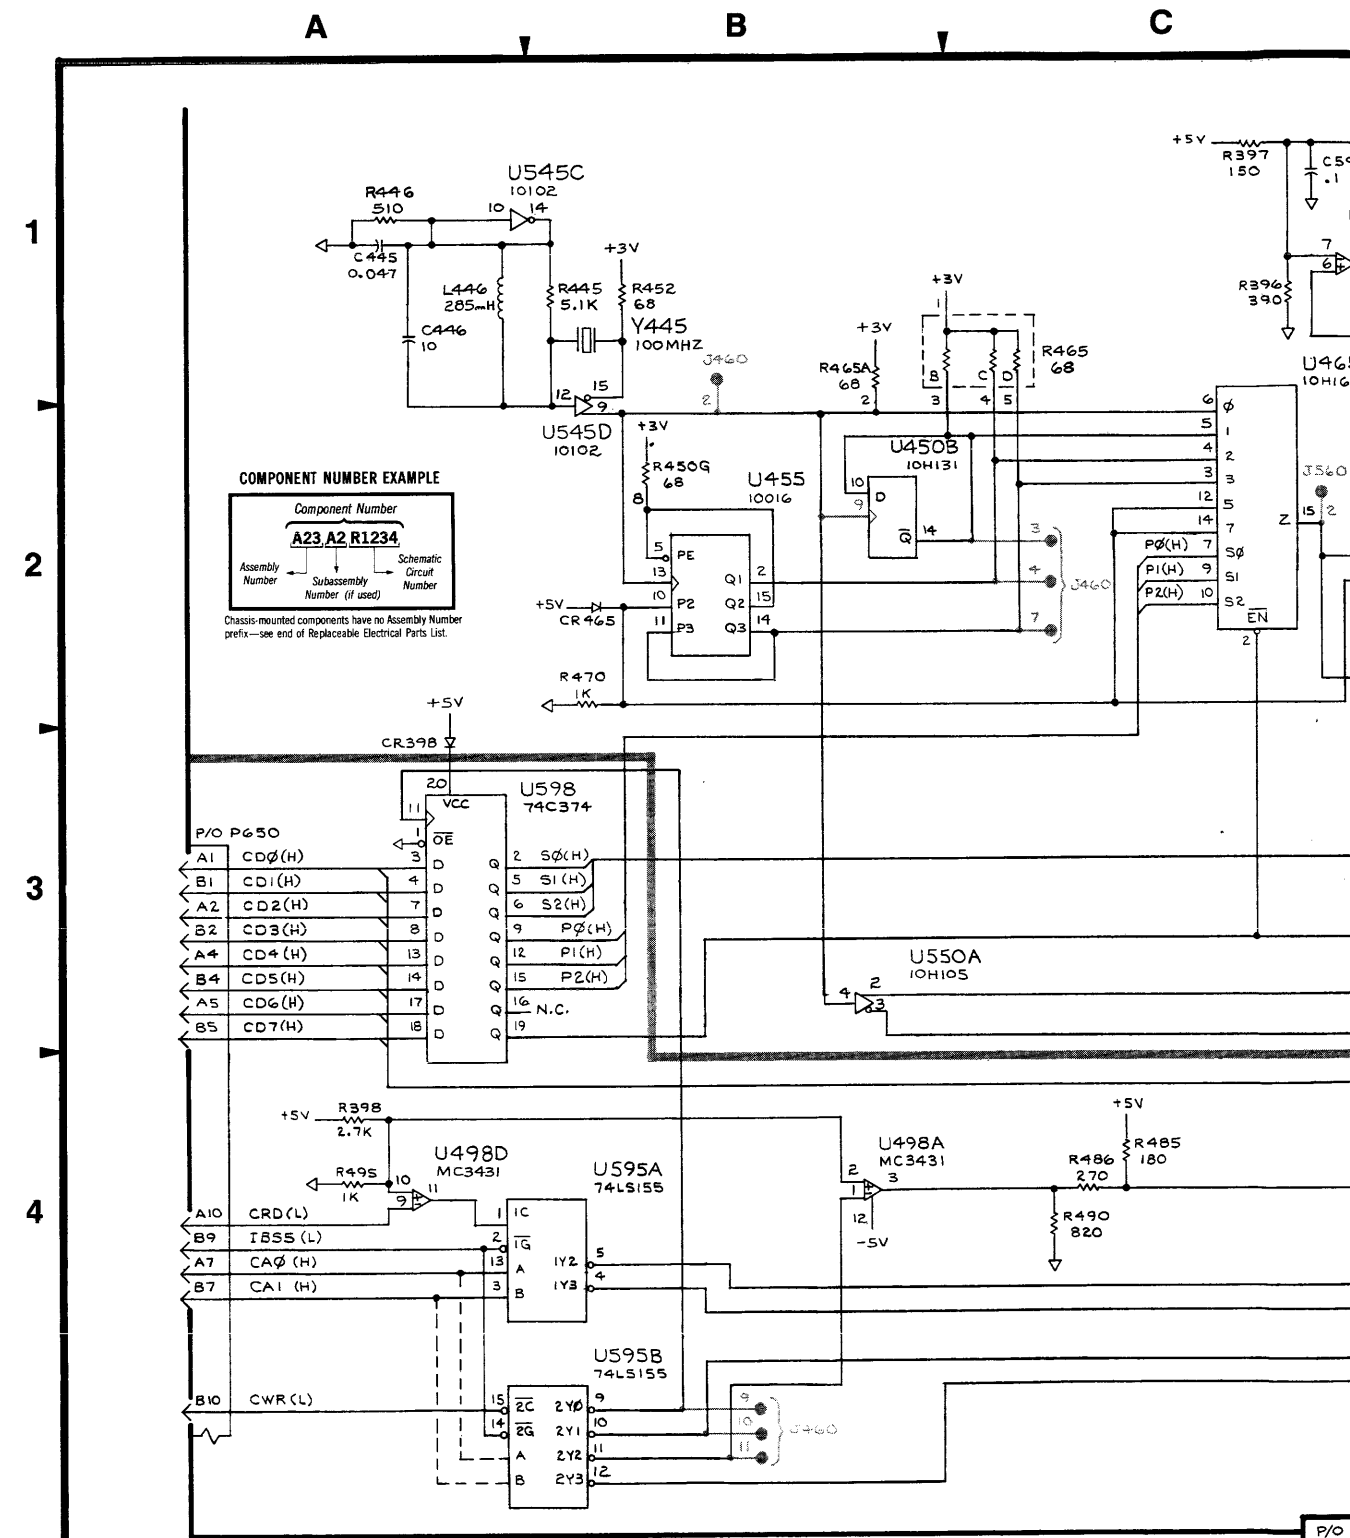 A
B
C
1
2
3
4
+5V
R397
150
.1
7
6
R396
390
U545C
10102
R446
510
10
14
C445
0.047
+3V
L446
285mH
R445
5.1K
R452
68
C446
10
Y445
100MHZ
12
15
9
U545D
10102
J460
2
+3V
R465A
68
2
+3V
1
B
C
D
R465
68
3
4
5
10H16
6
Ø
5
1
4
2
3
3
12
5
14
7
PØ(H)
7
SØ
P1(H)
9
S1
P2(H)
10
S2
EN
2
Z
15
J560
2
+3V
R450G
68
8
U455
10016
5
PE
13
10
P2
11
P3
Q1
2
Q2
15
Q3
14
U450B
10H131
10
D
9
Q
14
3
4
7
J460
+5V
CR465
R470
1K
COMPONENT NUMBER EXAMPLE
Component Number
A23 A2 R1234
Assembly
Number
Subassembly
Number (if used)
Schematic
Circuit
Number
Chassis-mounted components have no Assembly Number
prefix—see end of Replaceable Electrical Parts List.
+5V
CR398
20
VCC
U598
74C374
11
1
OE
P/O P650
A1 CDØ(H) 3 D Q 2 SØ(H)
B1 CD1(H) 4 D Q 5 S1(H)
A2 CD2(H) 7 D Q 6 S2(H)
B2 CD3(H) 8 D Q 9 PØ(H)
A4 CD4(H) 13 D Q 12 P1(H)
B4 CD5(H) 14 D Q 15 P2(H)
A5 CD6(H) 17 D Q 16 N.C.
B5 CD7(H) 18 D Q 19
U550A
10H105
4
2
3
+5V
R398
2.7K
R495
1K
U498D
MC3431
10
9
11
U595A
74LS155
A10 CRD(L) 1 1C
B9 IBS5(L) 2 1G
A7 CAØ(H) 13 A 1Y2 5
B7 CA1(H) 3 B 1Y3 4
U498A
MC3431
2
1
3
12
-5V
+5V
R485
180
R486
270
R490
820
U595B
74LS155
B10 CWR(L) 15 2C 2YØ 9
14 2G 2Y1 10
A 2Y2 11
B 2Y3 12
9
10
11
J460
P/O